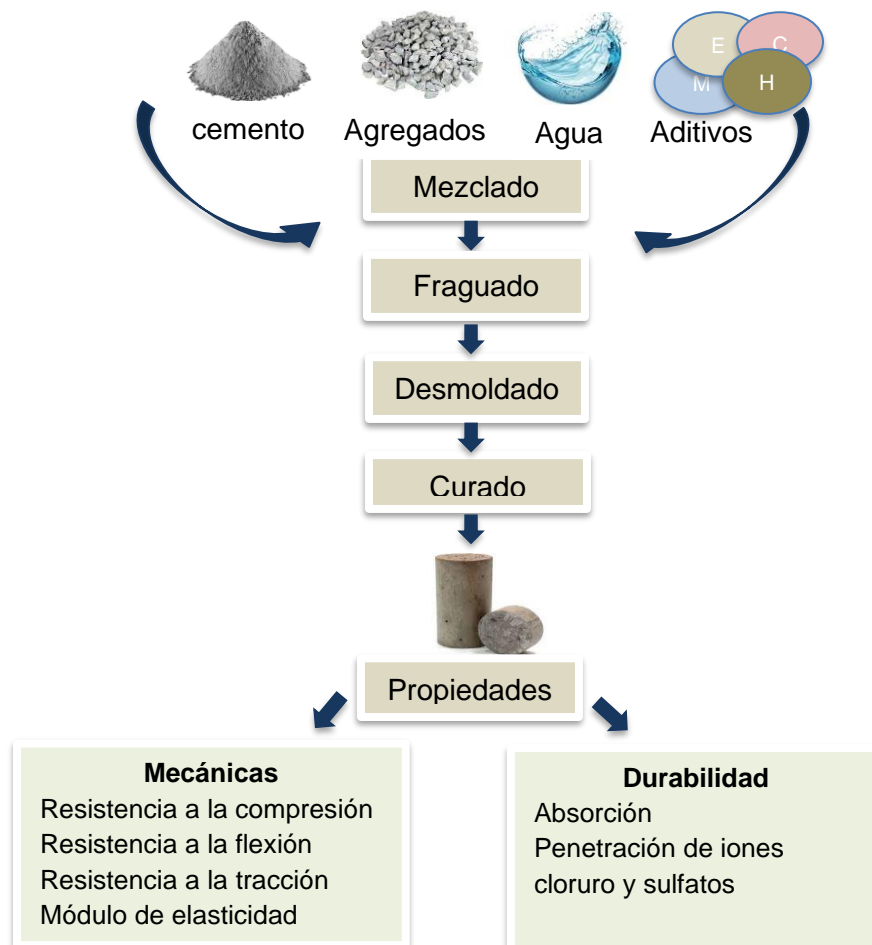 E
C
M
H
cemento
Agregados
Agua
Aditivos
Mezclado
Fraguado
Desmoldado
Curado
Propiedades
Mecánicas
Resistencia a la compresión
Resistencia a la flexión
Resistencia a la tracción
Módulo de elasticidad
Durabilidad
Absorción
Penetración de iones
cloruro y sulfatos